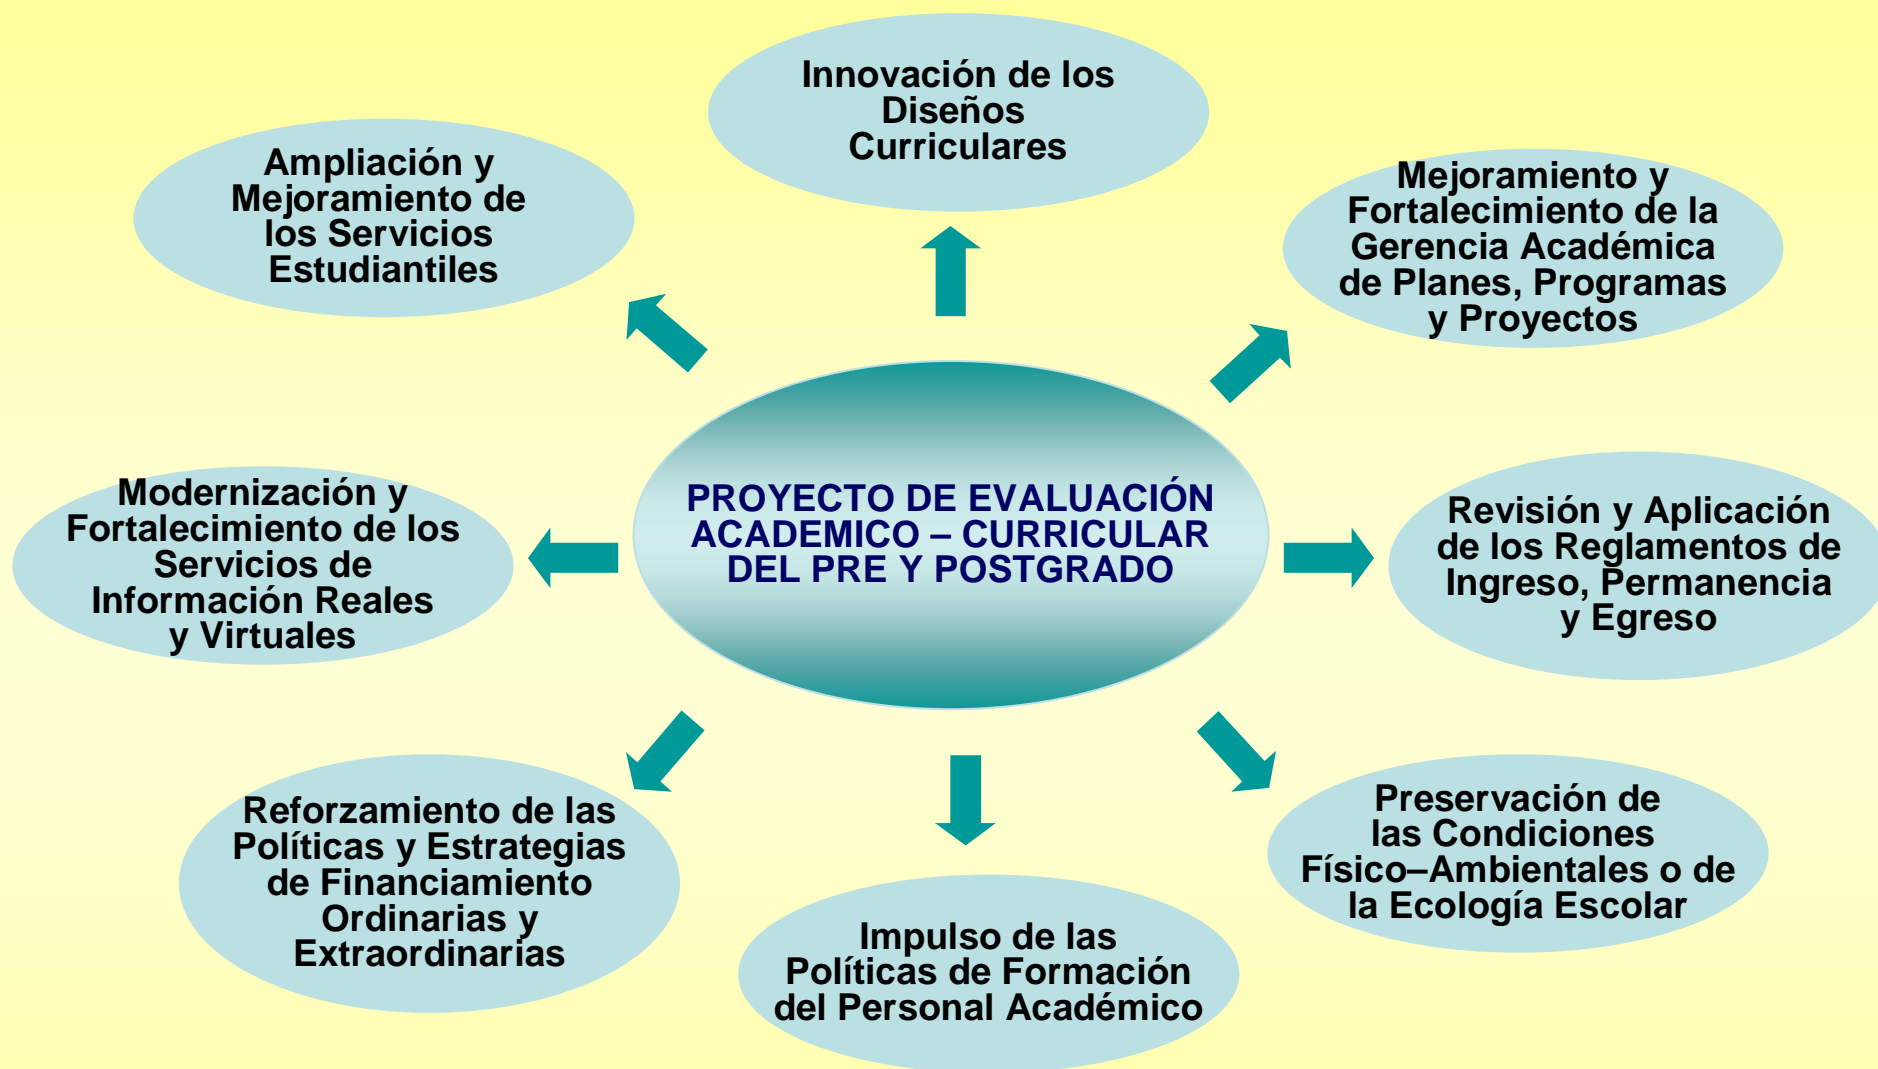 Innovación de los
Diseños
Curriculares
Ampliación y
Mejoramiento de
los Servicios
Estudiantiles
Mejoramiento y
Fortalecimiento de la
Gerencia Académica
de Planes, Programas
y Proyectos
Modernización y
Fortalecimiento de los
Servicios de
Información Reales
y Virtuales
PROYECTO DE EVALUACIÓN
ACADEMICO – CURRICULAR
DEL PRE Y POSTGRADO
Revisión y Aplicación
de los Reglamentos de
Ingreso, Permanencia
y Egreso
Reforzamiento de las
Políticas y Estrategias
de Financiamiento
Ordinarias y
Extraordinarias
Impulso de las
Políticas de Formación
del Personal Académico
Preservación de
las Condiciones
Físico–Ambientales o de
la Ecología Escolar